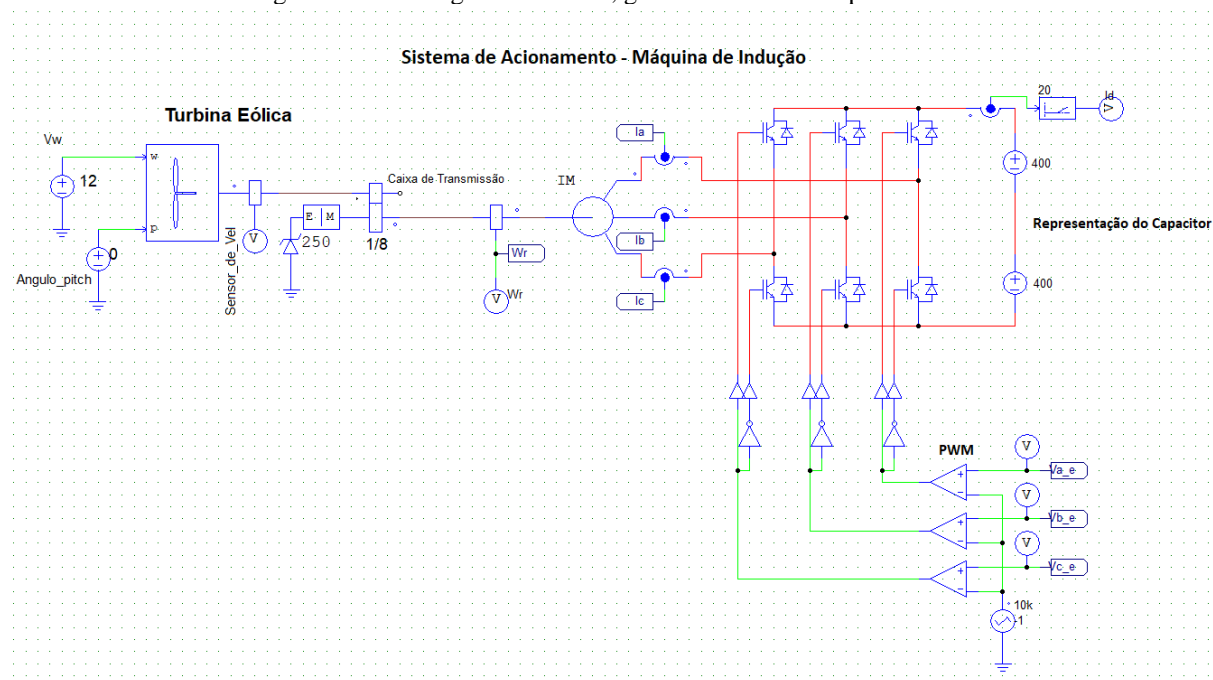 Sistema de Acionamento - Máquina de Indução
Turbina Eólica
Vw
12
w
p
0
Angulo_pitch
Sensor_de_Vel
V
E M
250
Caixa de Transmissão
1/8
Wr
V
Wr
IM
Ia
Ib
Ic
20
Id
V
400
Representação do Capacitor
400
PWM
V
Va_e
V
Vb_e
V
Vc_e
10k
-1